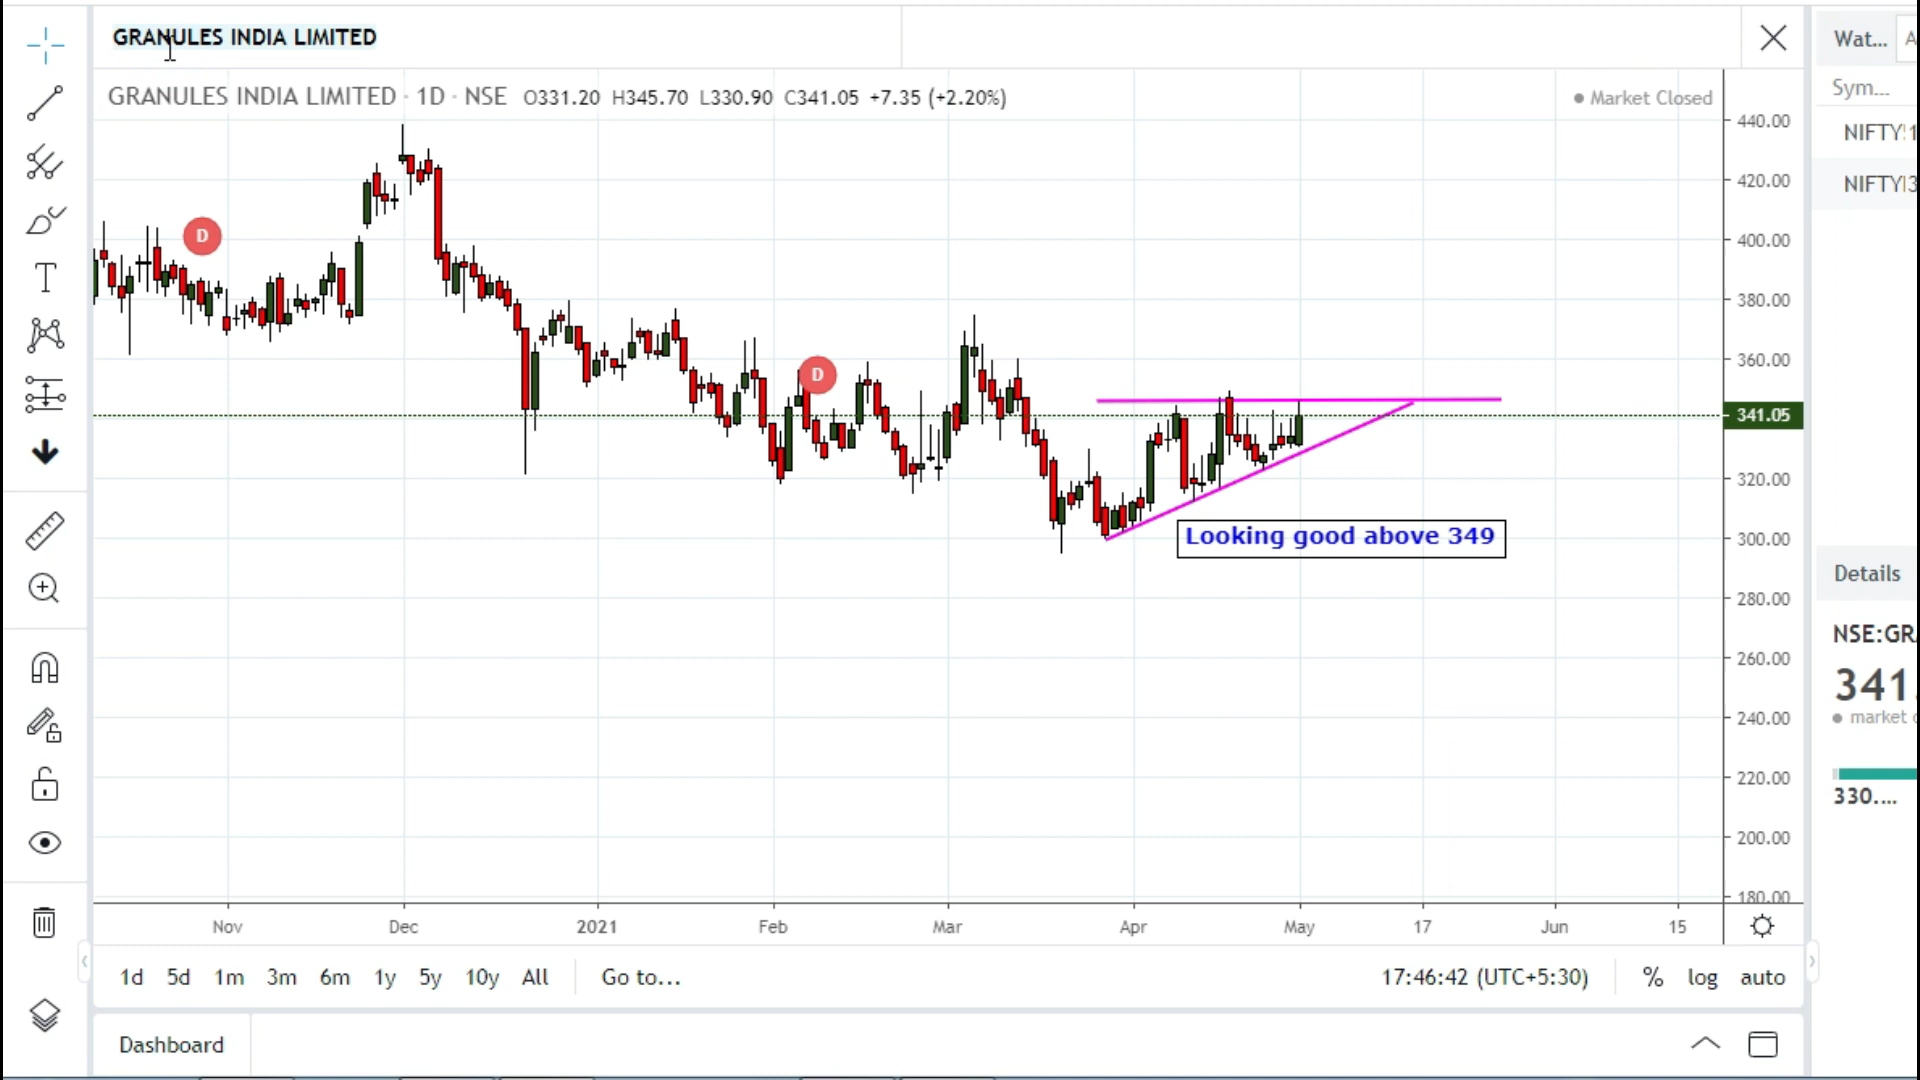 GRANULES INDIA LIMITED
Wat...
Sym...
GRANULES INDIA LIMITED · 1D · NSE O331.20 H345.70 L330.90 C341.05 +7.35 (+2.20%)
Market Closed
NIFTY!1
NIFTY
440.00
420.00
400.00
380.00
360.00
341.05
320.00
300.00
280.00
260.00
240.00
220.00
200.00
180.00
D
D
Looking good above 349
Details
NSE:GR
341.
market
330....
Nov Dec 2021 Feb Mar Apr May 17 Jun 15
1d 5d 1m 3m 6m 1y 5y 10y All Go to... 17:46:42 (UTC+5:30) % log auto
Dashboard